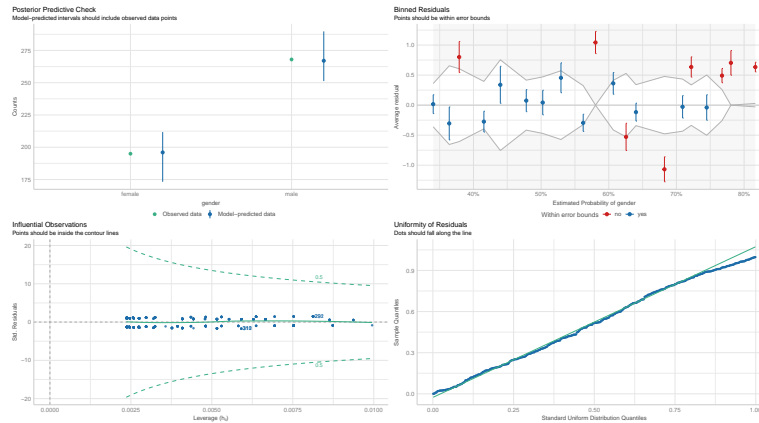 Posterior Predictive Check
Model-predicted intervals should include observed data points
275
250
225
200
175
Counts
female
male
gender
Observed data
Model-predicted data
Binned Residuals
Points should be within error bounds
1.0
0.5
0.0
−0.5
−1.0
Average residual
40%
50%
60%
70%
80%
Estimated Probability of gender
Within error bounds
no
yes
Influential Observations
Points should be inside the contour lines
20
10
0
−10
−20
Std. Residuals
0.5
0.5
0.0000
0.0025
0.0050
0.0075
0.0100
Leverage (hᵢᵢ)
Uniformity of Residuals
Dots should fall along the line
0.9
0.6
0.3
0.0
Sample Quantiles
0.00
0.25
0.50
0.75
1.00
Standard Uniform Distribution Quantiles